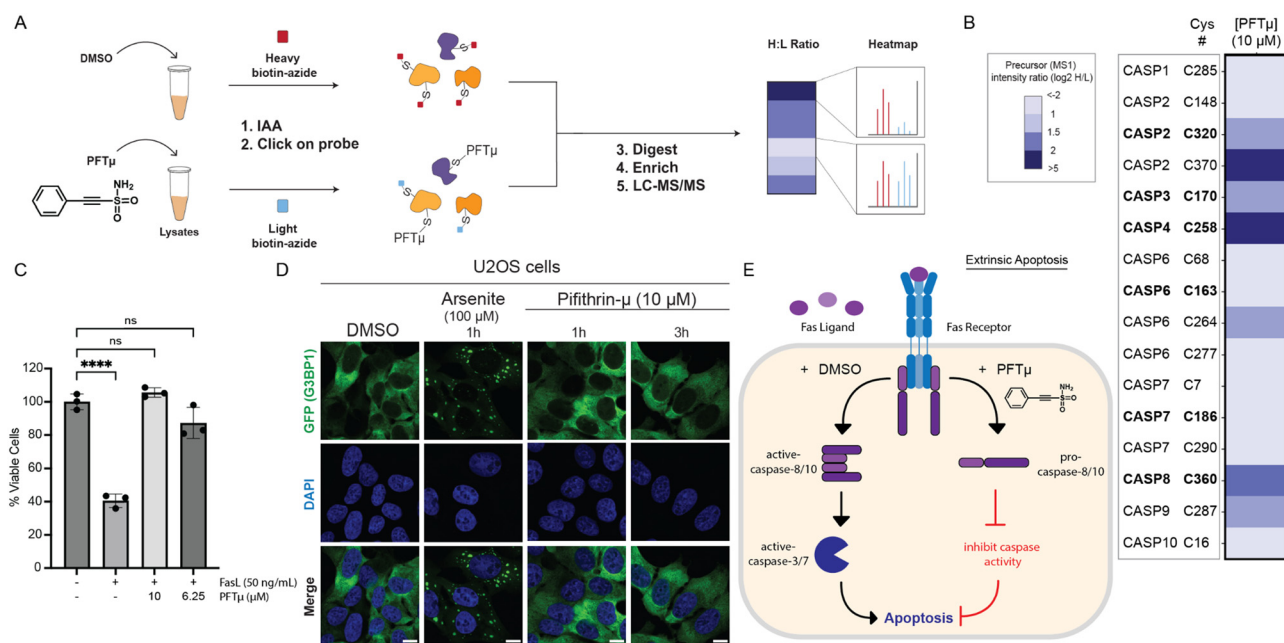 A
DMSO
PFTµ
NH₂
S=O
O
Lysates
Heavy
biotin-azide
1. IAA
2. Click on probe
Light
biotin-azide
S
S
S
PFTµ
S
S
S
PFTµ
3. Digest
4. Enrich
5. LC-MS/MS
H:L Ratio
Heatmap
B
Precursor (MS1)
intensity ratio (log2 H/L)
<-2
1
1.5
2
>5
Cys
#
[PFTµ]
(10 µM)
CASP1 C285
CASP2 C148
CASP2 C320
CASP2 C370
CASP3 C170
CASP4 C258
CASP6 C68
CASP6 C163
CASP6 C264
CASP6 C277
CASP7 C7
CASP7 C186
CASP7 C290
CASP8 C360
CASP9 C287
CASP10 C16
C
ns
ns
****
% Viable Cells
120
100
80
60
40
20
0
- + + + FasL (50 ng/mL)
- - 10 6.25 PFTµ (µM)
D
U2OS cells
DMSO
Arsenite
(100 µM)
1h
Pifithrin-µ (10 µM)
1h
3h
GFP (G3BP1)
DAPI
Merge
E
Extrinsic Apoptosis
Fas Ligand
Fas Receptor
+ DMSO
+ PFTµ
NH₂
S=O
O
active-
caspase-8/10
pro-
caspase-8/10
active-
caspase-3/7
inhibit caspase
activity
Apoptosis